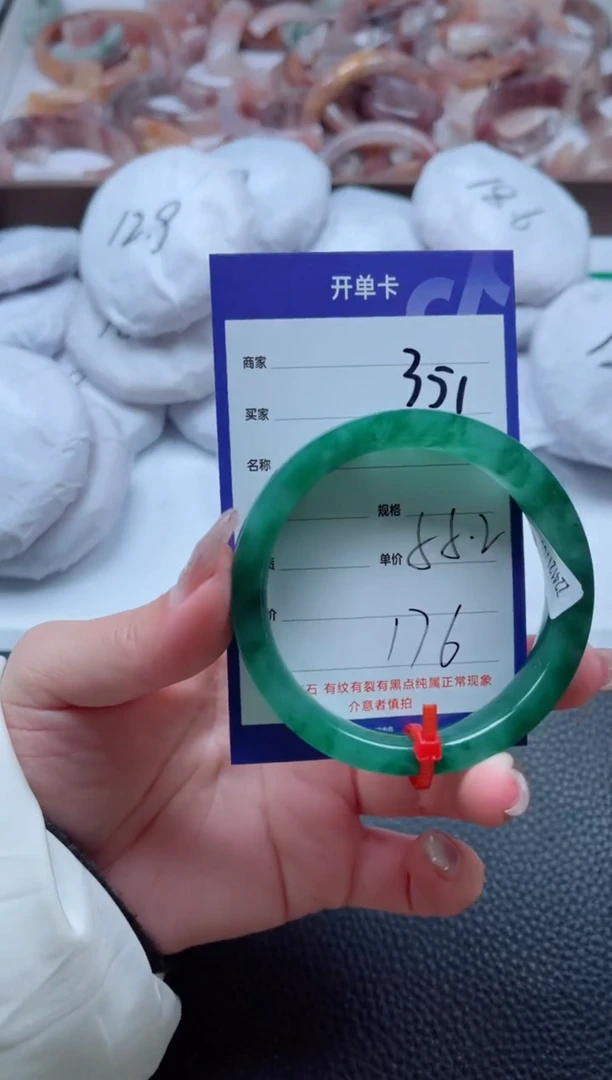 12.9
18.6
开单卡
商家
351
买家
名称
规格
单价 88.2
价
176
石 有纹有裂有黑点纯属正常现象
介意者慎拍